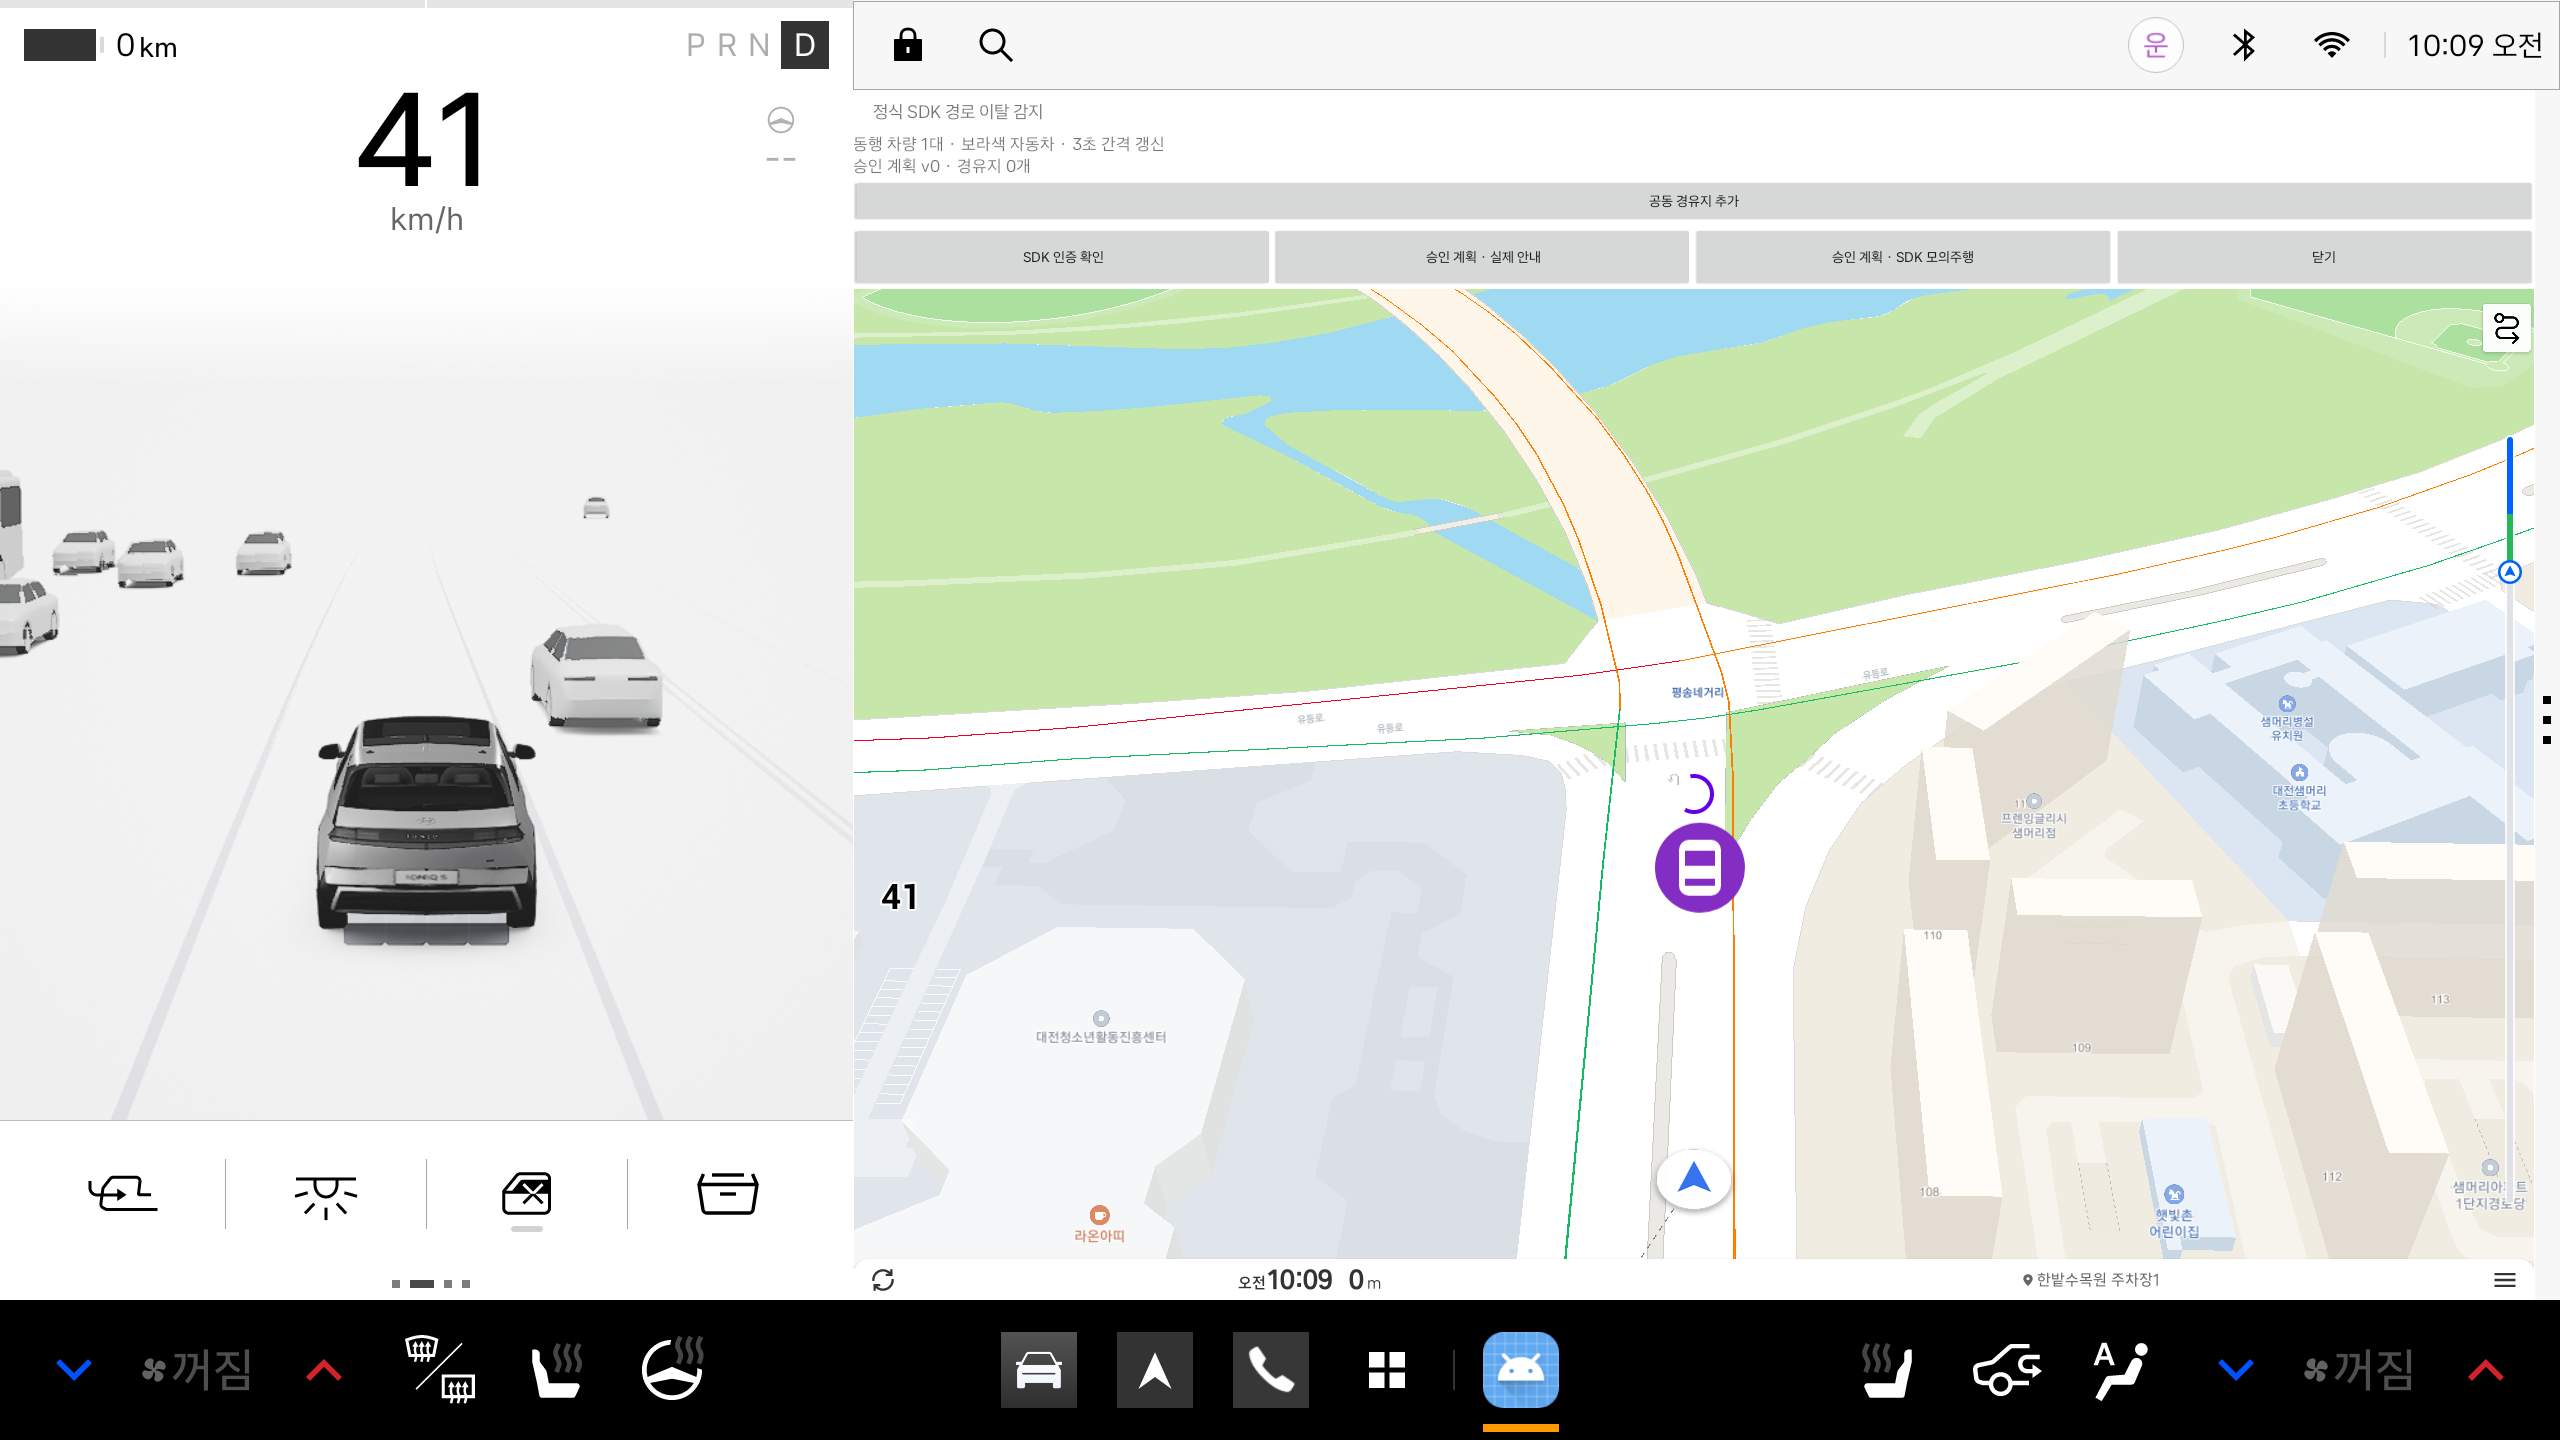 0 km
P R N D
41
km/h
운
10:09 오전
정식 SDK 경로 이탈 감지
동행 차량 1대 · 보라색 자동차 · 3초 간격 갱신
승인 계획 v0 · 경유지 0개
공동 경유지 추가
SDK 인증 확인
승인 계획 · 실제 안내
승인 계획 · SDK 모의주행
닫기
평송네거리
유등로
유등로
유등로
샘머리병설
유치원
대전샘머리
초등학교
프렌잉글리시
샘머리점
41
110
113
대전청소년활동진흥센터
109
108
112
햇빛촌
어린이집
라온아띠
오전 10:09 0 m
한밭수목원 주차장1
꺼짐
A
꺼짐